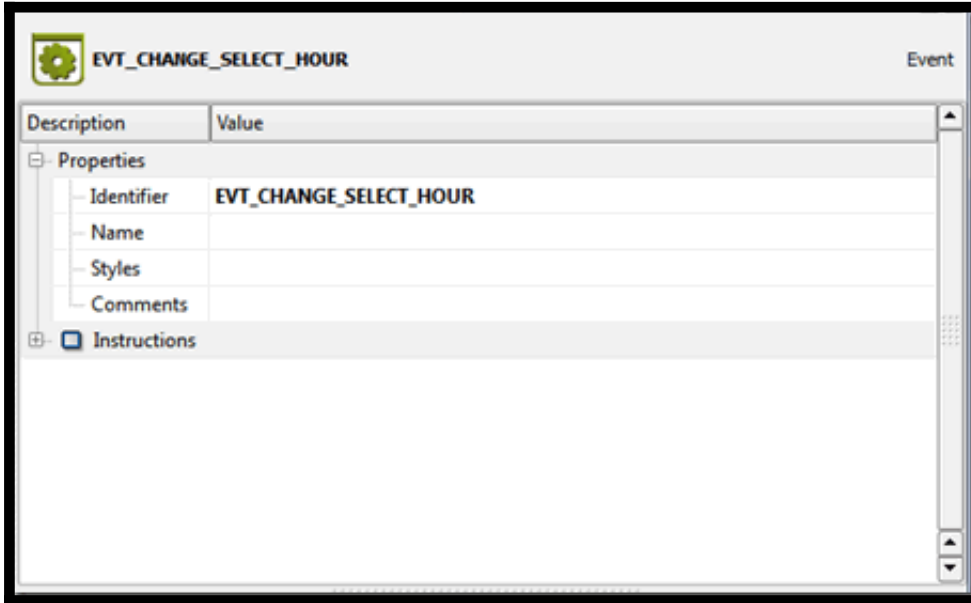 EVT_CHANGE_SELECT_HOUR Event
Description Value
Properties
Identifier EVT_CHANGE_SELECT_HOUR
Name
Styles
Comments
Instructions